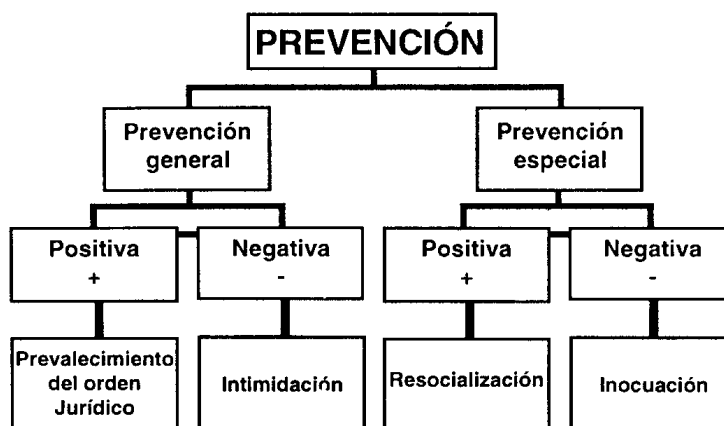 PREVENCIÓN
Prevención
general
Prevención
especial
Positiva
+
Negativa
-
Positiva
+
Negativa
-
Prevalecimiento
del orden
Jurídico
Intimidación
Resocialización
Inocuación